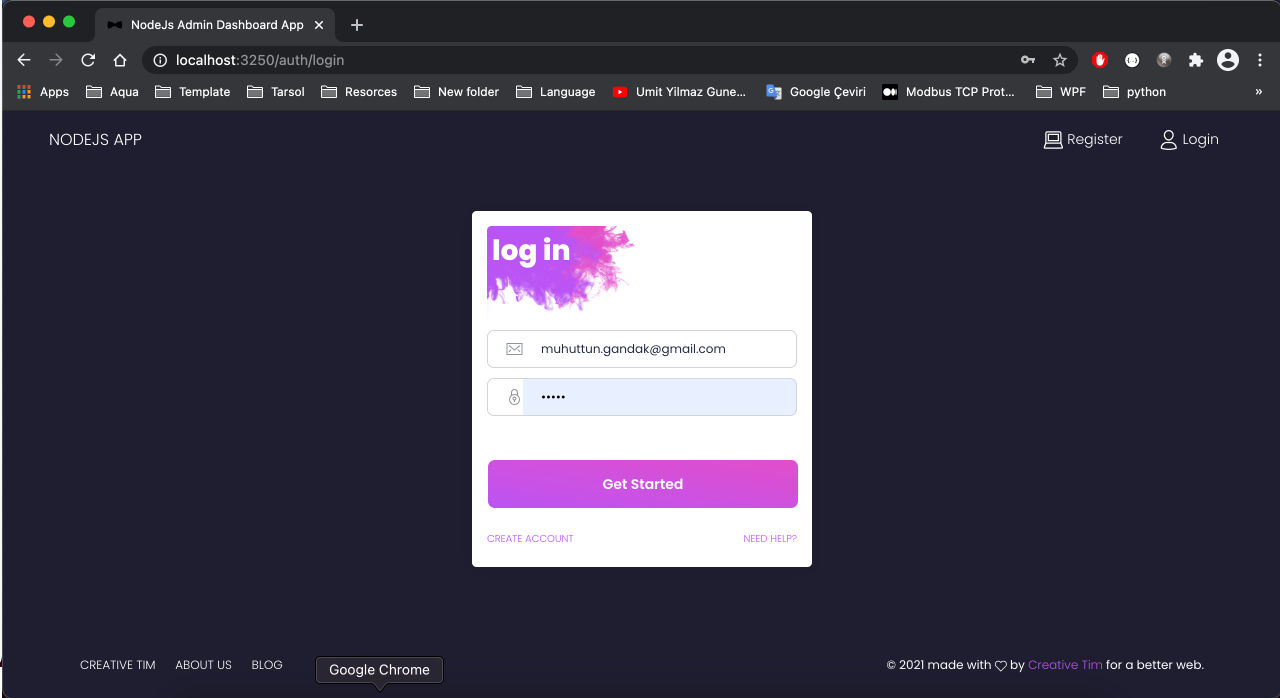 NodeJs Admin Dashboard App
localhost:3250/auth/login
Apps Aqua Template Tarsol Resorces New folder Language Umit Yilmaz Gune... Google Çeviri Modbus TCP Prot... WPF python »
NODEJS APP Register Login
log in
muhuttun.gandak@gmail.com
•••••
Get Started
CREATE ACCOUNT NEED HELP?
CREATIVE TIM ABOUT US BLOG © 2021 made with by Creative Tim for a better web.
Google Chrome